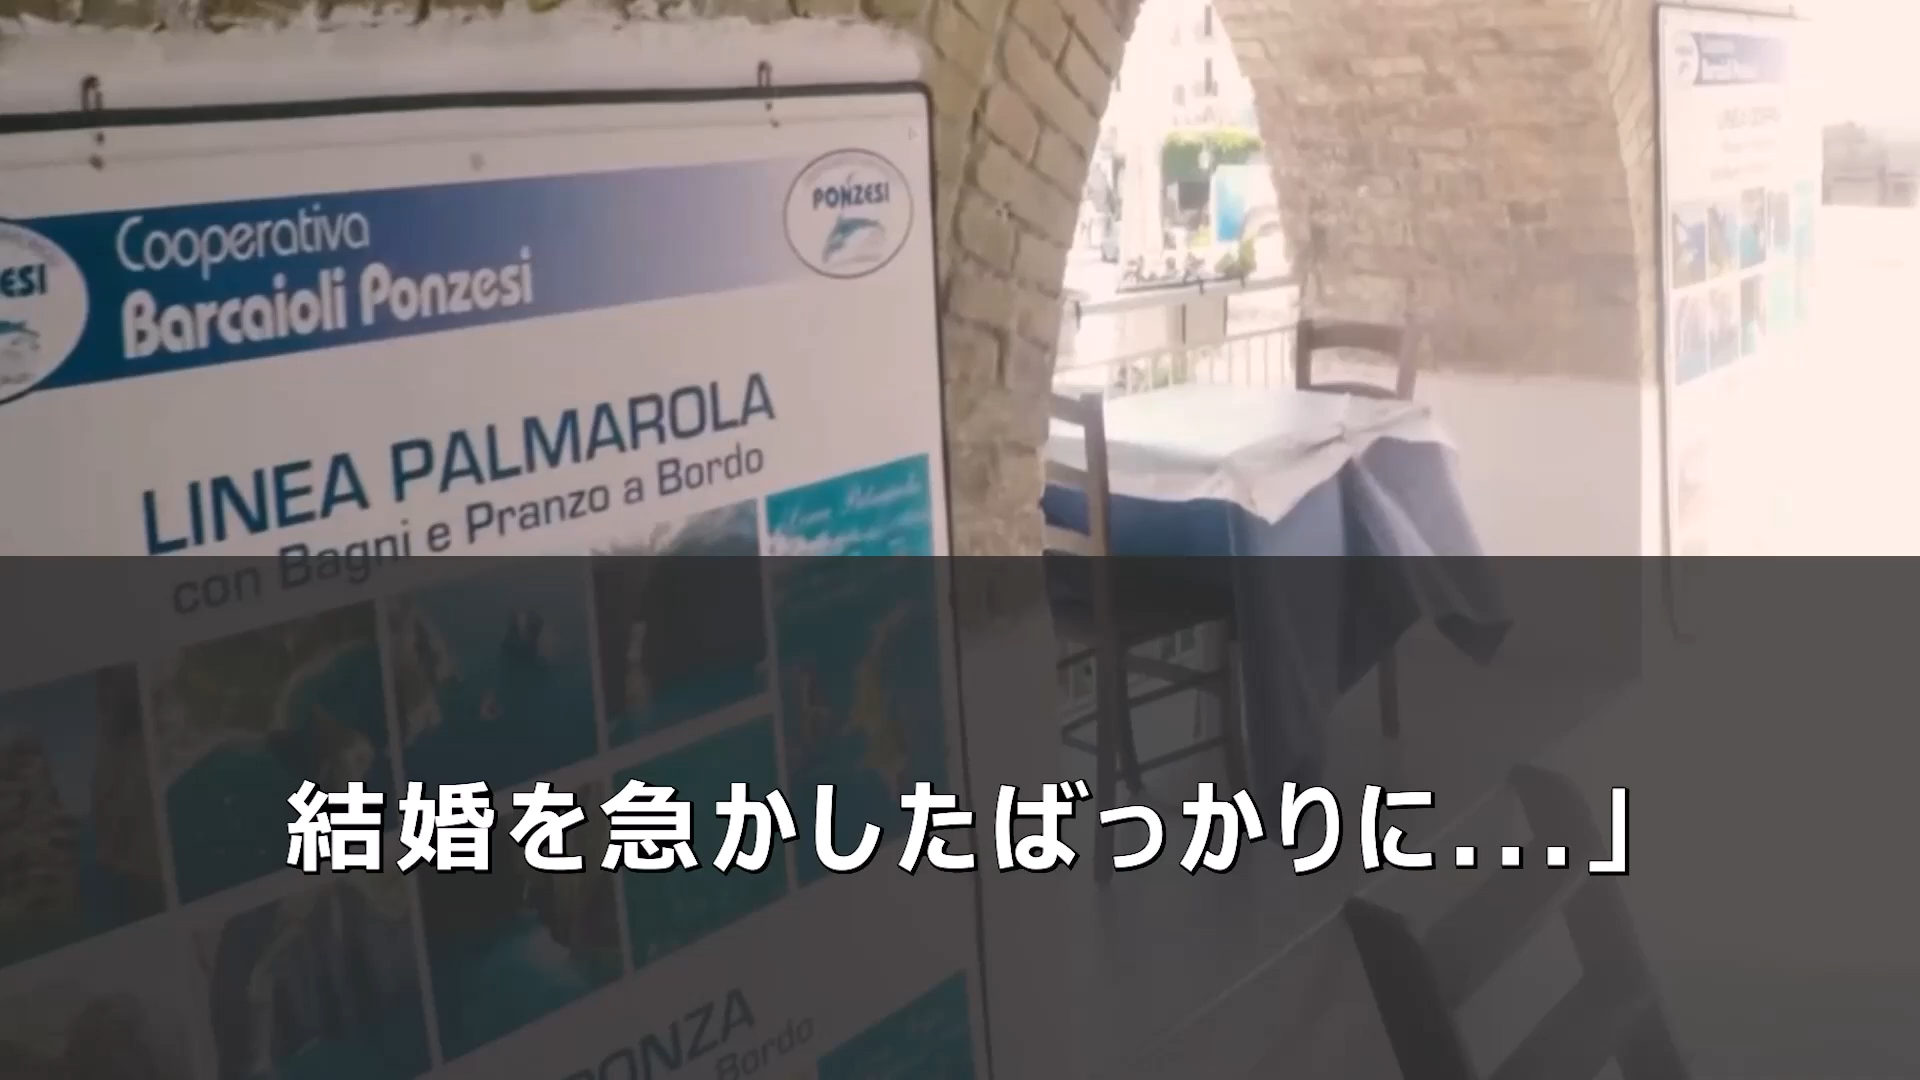 Cooperativa
Barcaioli Ponzesi
PONZESI
ESI
LINEA PALMAROLA
con Bagni e Pranzo a Bordo
結婚を急かしたばっかりに...」
PONZA
Bordo